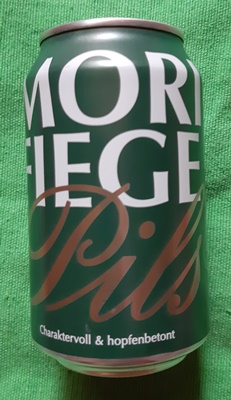 MORI
FIEGE
Pils
Charaktervoll & hopfenbetont